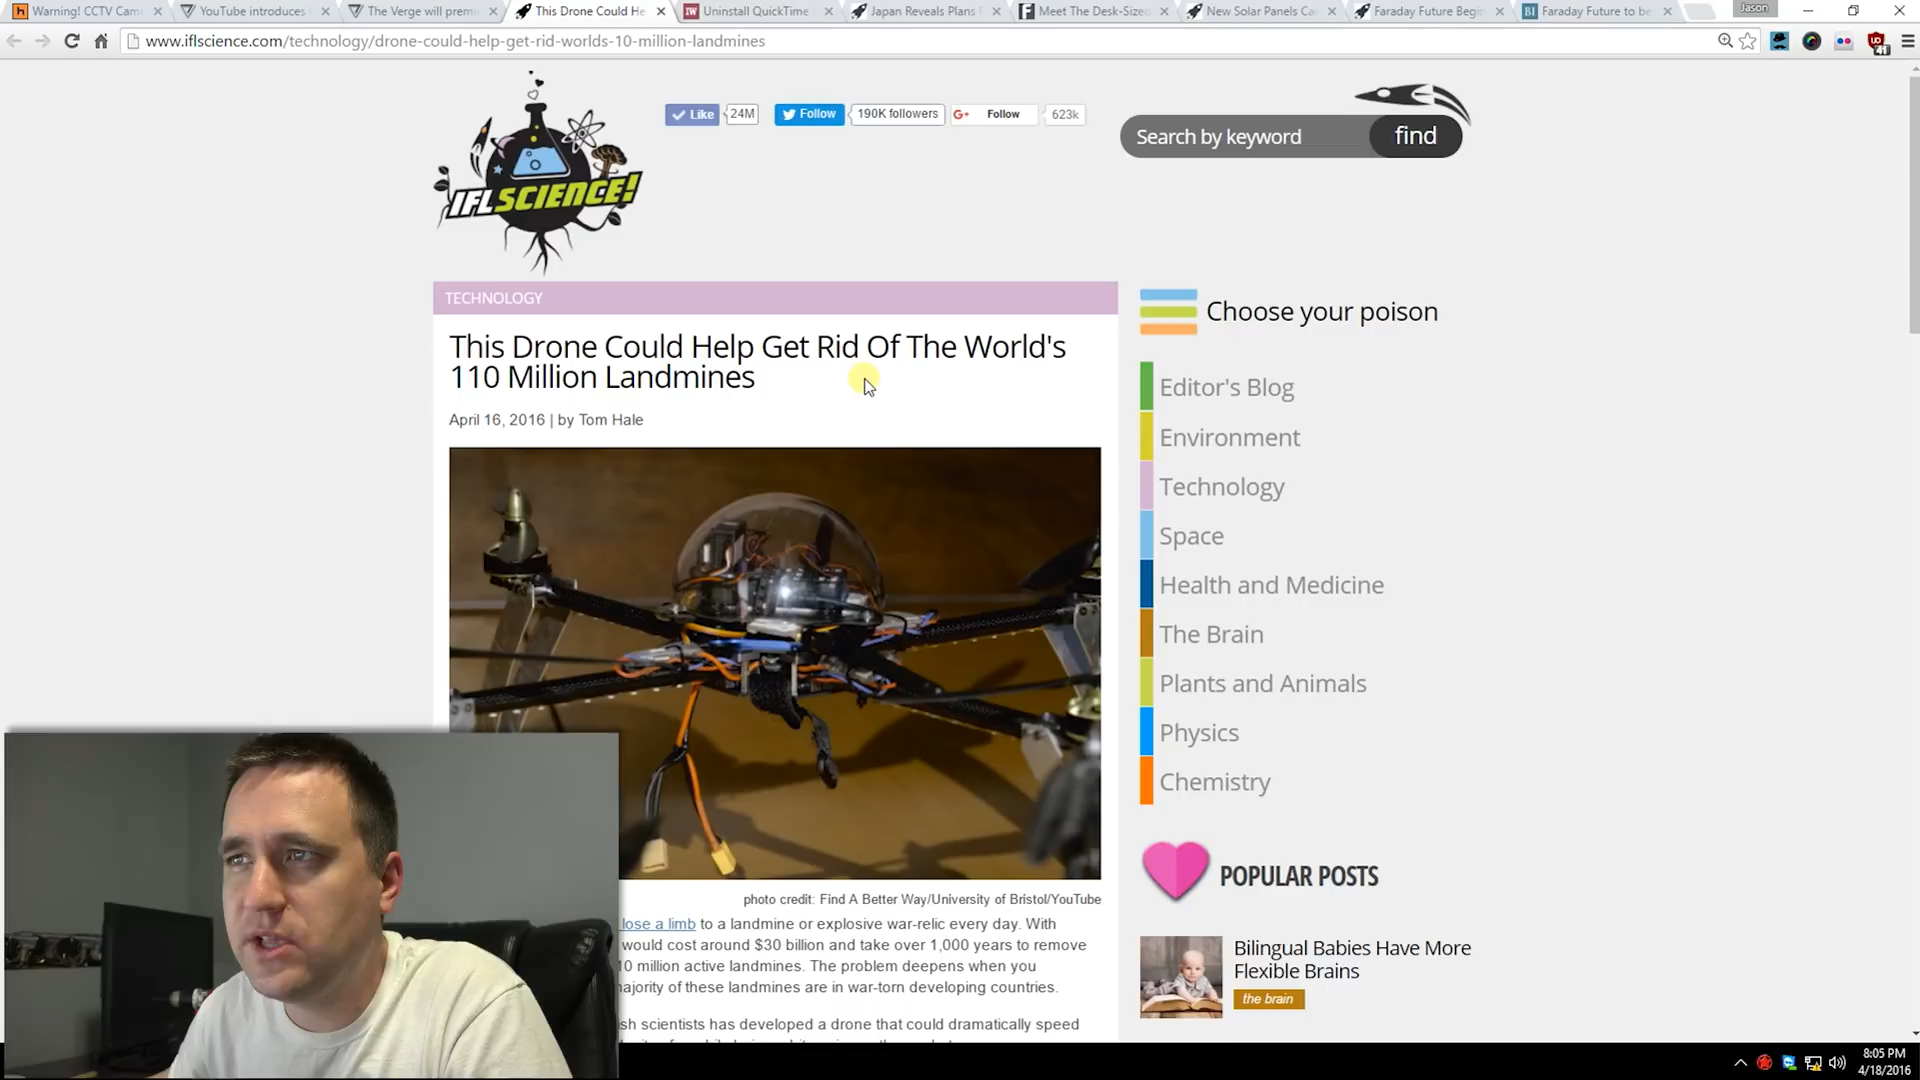 Warning! CCTV Came
YouTube introduces
The Verge will premi
This Drone Could He
Uninstall QuickTime
Japan Reveals Plans
Meet The Desk-Sized
New Solar Panels Ca
Faraday Future Begi
Faraday Future to be
Jason
www.iflscience.com/technology/drone-could-help-get-rid-worlds-10-million-landmines
IFLSCIENCE!
Like 24M Follow 190K followers G+ Follow 623k
Search by keyword find
TECHNOLOGY
This Drone Could Help Get Rid Of The World's
110 Million Landmines
April 16, 2016 | by Tom Hale
photo credit: Find A Better Way/University of Bristol/YouTube
lose a limb to a landmine or explosive war-relic every day. With
would cost around $30 billion and take over 1,000 years to remove
10 million active landmines. The problem deepens when you
majority of these landmines are in war-torn developing countries.
sh scientists has developed a drone that could dramatically speed
Choose your poison
Editor's Blog
Environment
Technology
Space
Health and Medicine
The Brain
Plants and Animals
Physics
Chemistry
POPULAR POSTS
Bilingual Babies Have More
Flexible Brains
the brain
8:05 PM
4/18/2016